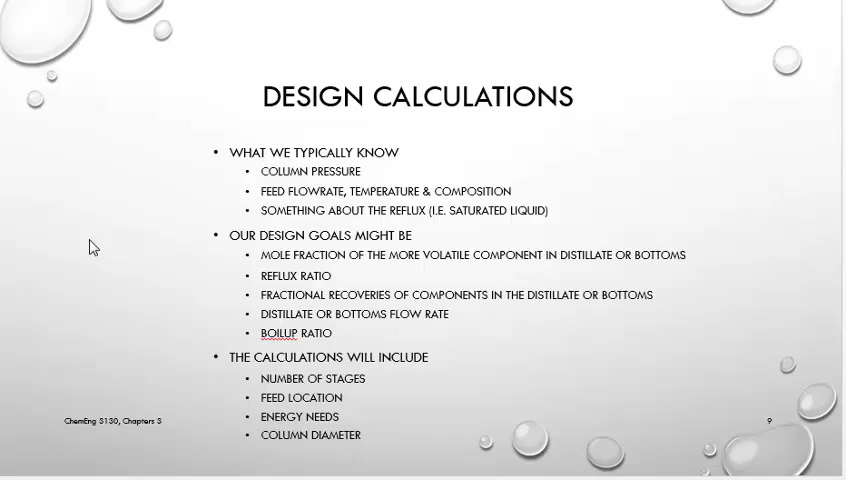 DESIGN CALCULATIONS
• WHAT WE TYPICALLY KNOW
• COLUMN PRESSURE
• FEED FLOWRATE, TEMPERATURE & COMPOSITION
• SOMETHING ABOUT THE REFLUX (I.E. SATURATED LIQUID)
• OUR DESIGN GOALS MIGHT BE
• MOLE FRACTION OF THE MORE VOLATILE COMPONENT IN DISTILLATE OR BOTTOMS
• REFLUX RATIO
• FRACTIONAL RECOVERIES OF COMPONENTS IN THE DISTILLATE OR BOTTOMS
• DISTILLATE OR BOTTOMS FLOW RATE
• BOILUP RATIO
• THE CALCULATIONS WILL INCLUDE
• NUMBER OF STAGES
• FEED LOCATION
• ENERGY NEEDS
• COLUMN DIAMETER
ChemEng 3130, Chapters 3
9